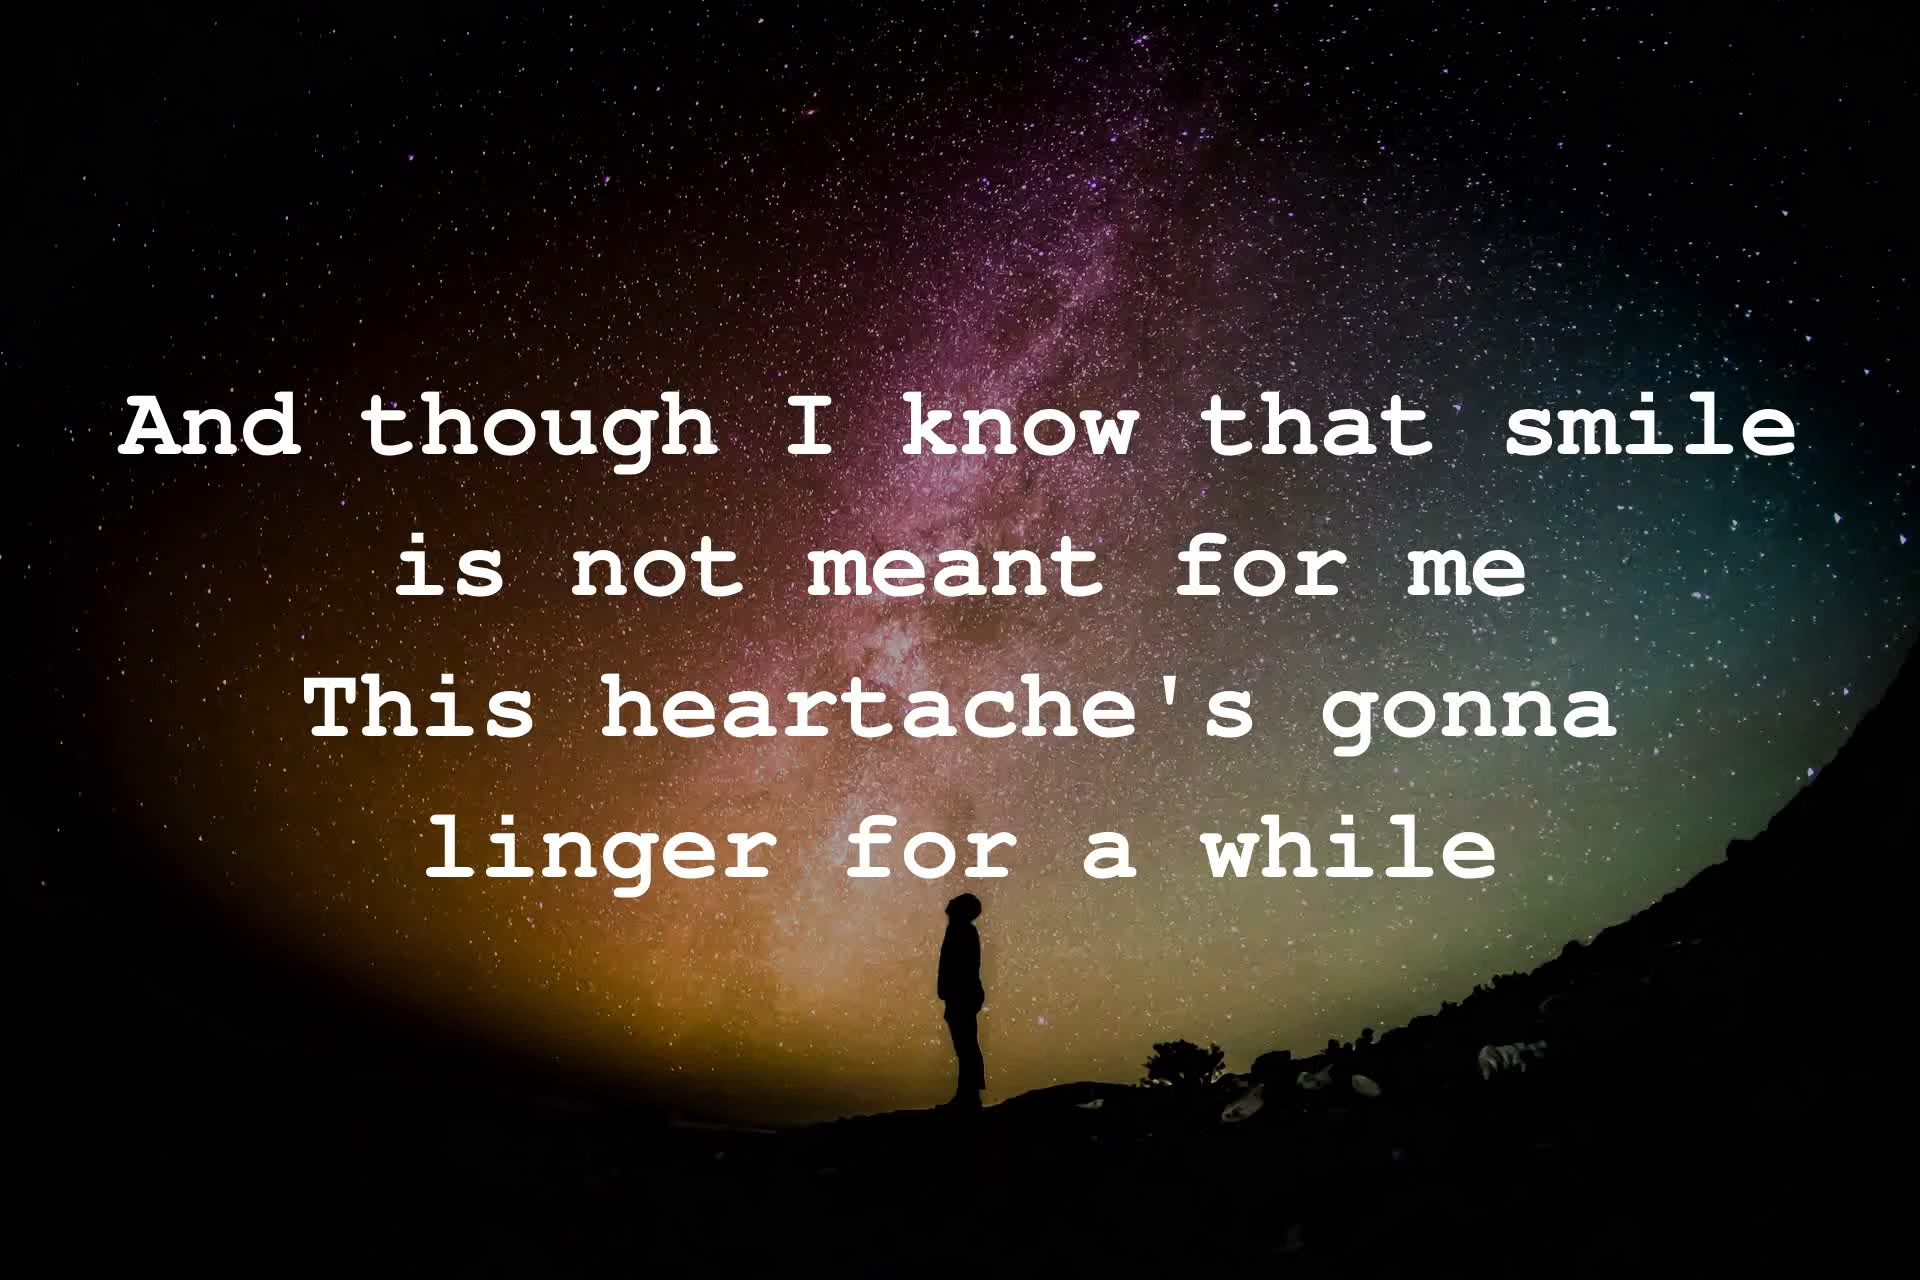 And though I know that smile
is not meant for me
This heartache's gonna
linger for a while